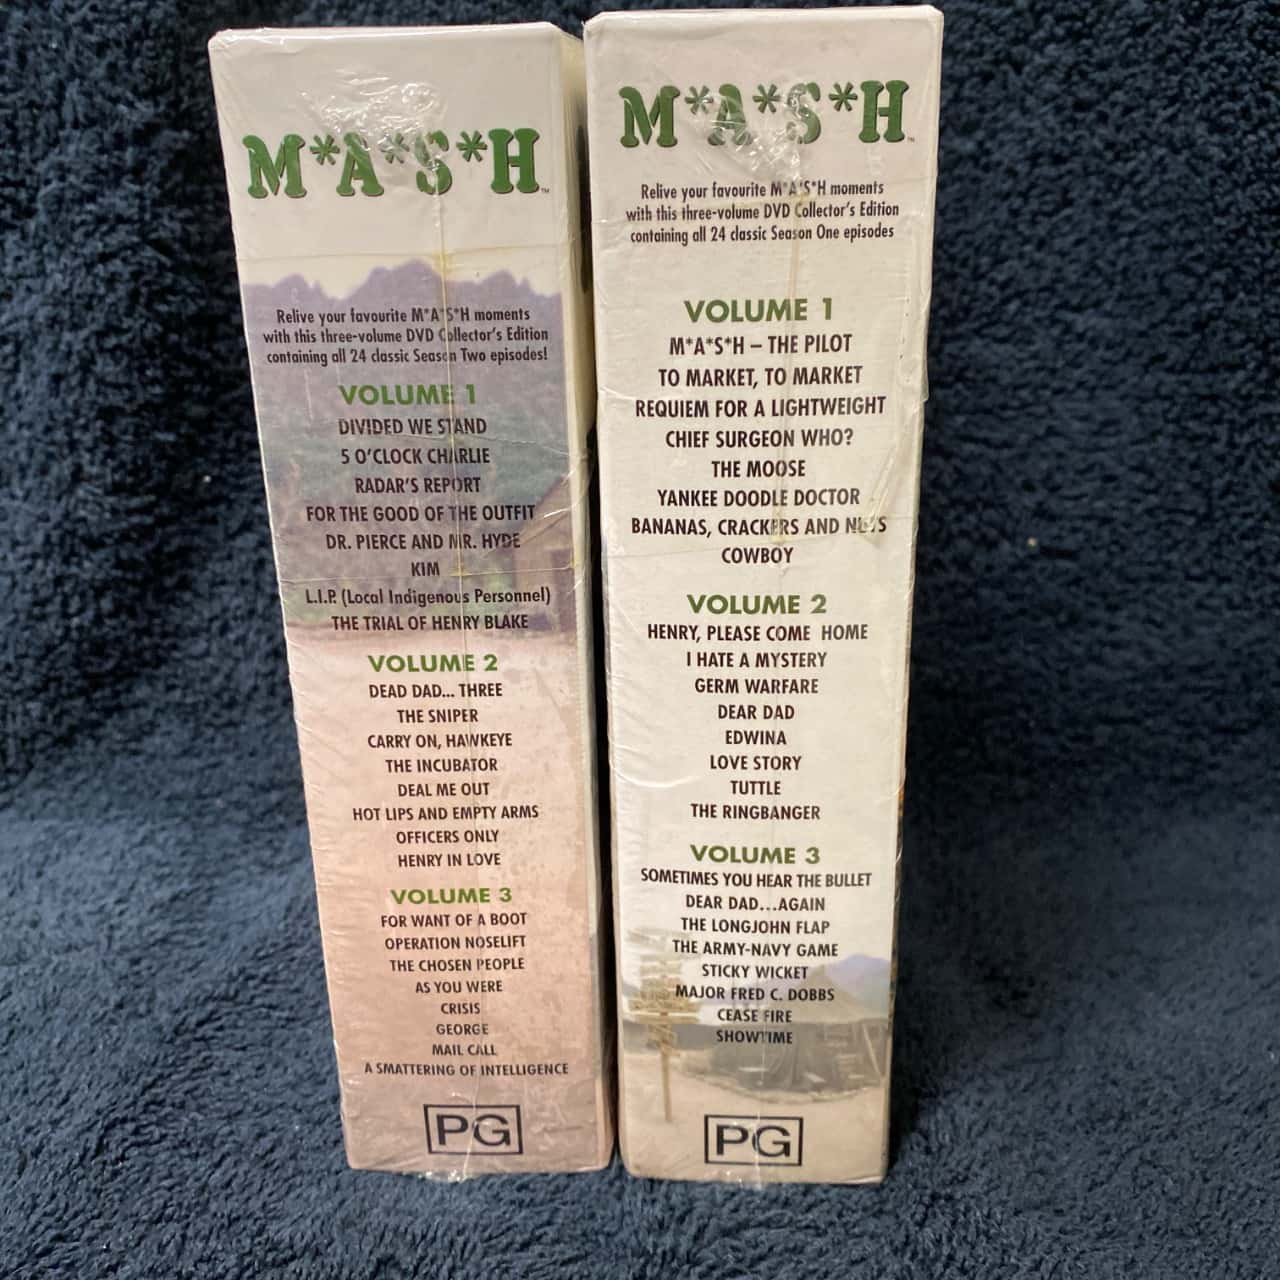 M*A*S*H™
Relive your favourite M*A*S*H moments
with this three-volume DVD Collector's Edition
containing all 24 classic Season Two episodes!
VOLUME 1
DIVIDED WE STAND
5 O'CLOCK CHARLIE
RADAR'S REPORT
FOR THE GOOD OF THE OUTFIT
DR. PIERCE AND MR. HYDE
KIM
L.I.P. (Local Indigenous Personnel)
THE TRIAL OF HENRY BLAKE
VOLUME 2
DEAD DAD... THREE
THE SNIPER
CARRY ON, HAWKEYE
THE INCUBATOR
DEAL ME OUT
HOT LIPS AND EMPTY ARMS
OFFICERS ONLY
HENRY IN LOVE
VOLUME 3
FOR WANT OF A BOOT
OPERATION NOSELIFT
THE CHOSEN PEOPLE
AS YOU WERE
CRISIS
GEORGE
MAIL CALL
A SMATTERING OF INTELLIGENCE
PG
M*A*S*H™
Relive your favourite M*A*S*H moments
with this three-volume DVD Collector's Edition
containing all 24 classic Season One episodes
VOLUME 1
M*A*S*H – THE PILOT
TO MARKET, TO MARKET
REQUIEM FOR A LIGHTWEIGHT
CHIEF SURGEON WHO?
THE MOOSE
YANKEE DOODLE DOCTOR
BANANAS, CRACKERS AND NUTS
COWBOY
VOLUME 2
HENRY, PLEASE COME HOME
I HATE A MYSTERY
GERM WARFARE
DEAR DAD
EDWINA
LOVE STORY
TUTTLE
THE RINGBANGER
VOLUME 3
SOMETIMES YOU HEAR THE BULLET
DEAR DAD...AGAIN
THE LONGJOHN FLAP
THE ARMY-NAVY GAME
STICKY WICKET
MAJOR FRED C. DOBBS
CEASE FIRE
SHOWTIME
PG